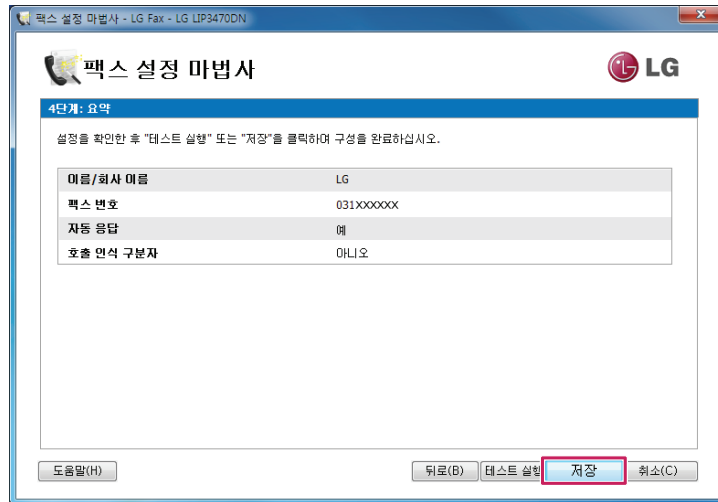 팩스 설정 마법사 - LG Fax - LG LIP3470DN
팩스 설정 마법사
LG
4단계: 요약
설정을 확인한 후 "테스트 실행" 또는 "저장"을 클릭하여 구성을 완료하십시오.
이름/회사 이름 LG
팩스 번호 031XXXXXX
자동 응답 예
호출 인식 구분자 아니오
도움말(H) 뒤로(B) 테스트 실행 저장 취소(C)